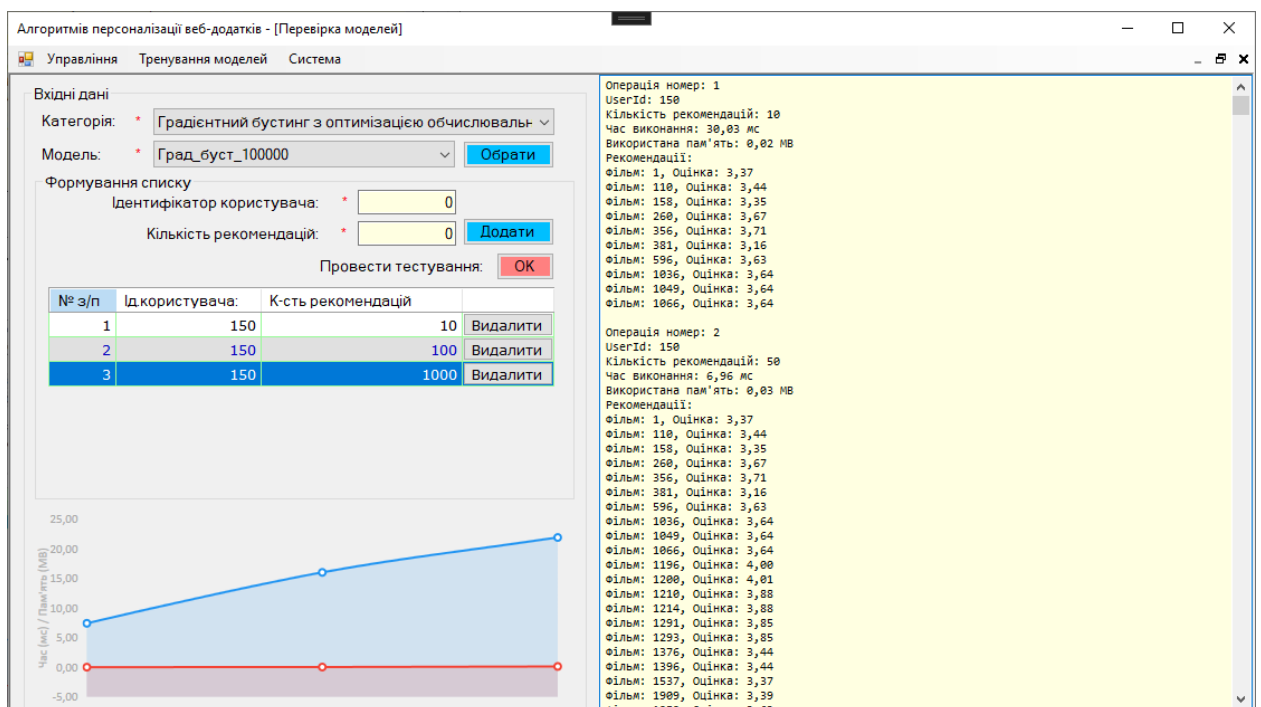 Алгоритмів персоналізації веб-додатків - [Перевірка моделей]
Управління Тренування моделей Система
Вхідні дані
Категорія: * Градієнтний бустинг з оптимізацією обчислювальн
Модель: * Град_буст_100000 Обрати
Формування списку
Ідентифікатор користувача: * 0
Кількість рекомендацій: * 0 Додати
Провести тестування: ОК
№ з/п Ід.користувача: К-сть рекомендацій
1 150 10 Видалити
2 150 100 Видалити
3 150 1000 Видалити
25,00
20,00
15,00
10,00
5,00
0,00
-5,00
Час (мс) / Пам'ять (МВ)
Операція номер: 1
UserId: 150
Кількість рекомендацій: 10
Час виконання: 30,03 мс
Використана пам'ять: 0,02 MB
Рекомендації:
Фільм: 1, Оцінка: 3,37
Фільм: 110, Оцінка: 3,44
Фільм: 158, Оцінка: 3,35
Фільм: 260, Оцінка: 3,67
Фільм: 356, Оцінка: 3,71
Фільм: 381, Оцінка: 3,16
Фільм: 596, Оцінка: 3,63
Фільм: 1036, Оцінка: 3,64
Фільм: 1049, Оцінка: 3,64
Фільм: 1066, Оцінка: 3,64
Операція номер: 2
UserId: 150
Кількість рекомендацій: 50
Час виконання: 6,96 мс
Використана пам'ять: 0,03 MB
Рекомендації:
Фільм: 1, Оцінка: 3,37
Фільм: 110, Оцінка: 3,44
Фільм: 158, Оцінка: 3,35
Фільм: 260, Оцінка: 3,67
Фільм: 356, Оцінка: 3,71
Фільм: 381, Оцінка: 3,16
Фільм: 596, Оцінка: 3,63
Фільм: 1036, Оцінка: 3,64
Фільм: 1049, Оцінка: 3,64
Фільм: 1066, Оцінка: 3,64
Фільм: 1196, Оцінка: 4,00
Фільм: 1200, Оцінка: 4,01
Фільм: 1210, Оцінка: 3,88
Фільм: 1214, Оцінка: 3,88
Фільм: 1291, Оцінка: 3,85
Фільм: 1293, Оцінка: 3,85
Фільм: 1376, Оцінка: 3,44
Фільм: 1396, Оцінка: 3,44
Фільм: 1537, Оцінка: 3,37
Фільм: 1909, Оцінка: 3,39